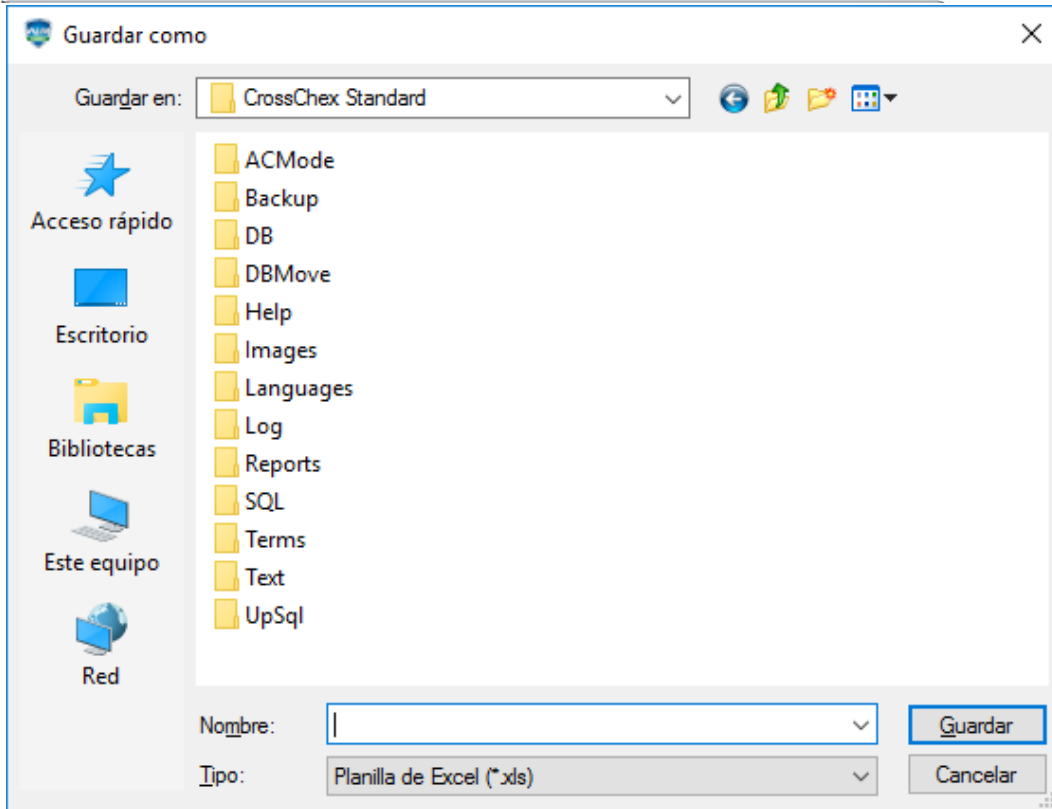 Guardar como
Guardar en: CrossChex Standard
Acceso rápido
Escritorio
Bibliotecas
Este equipo
Red
ACMode
Backup
DB
DBMove
Help
Images
Languages
Log
Reports
SQL
Terms
Text
UpSql
Nombre:
Guardar
Tipo: Planilla de Excel (*.xls)
Cancelar